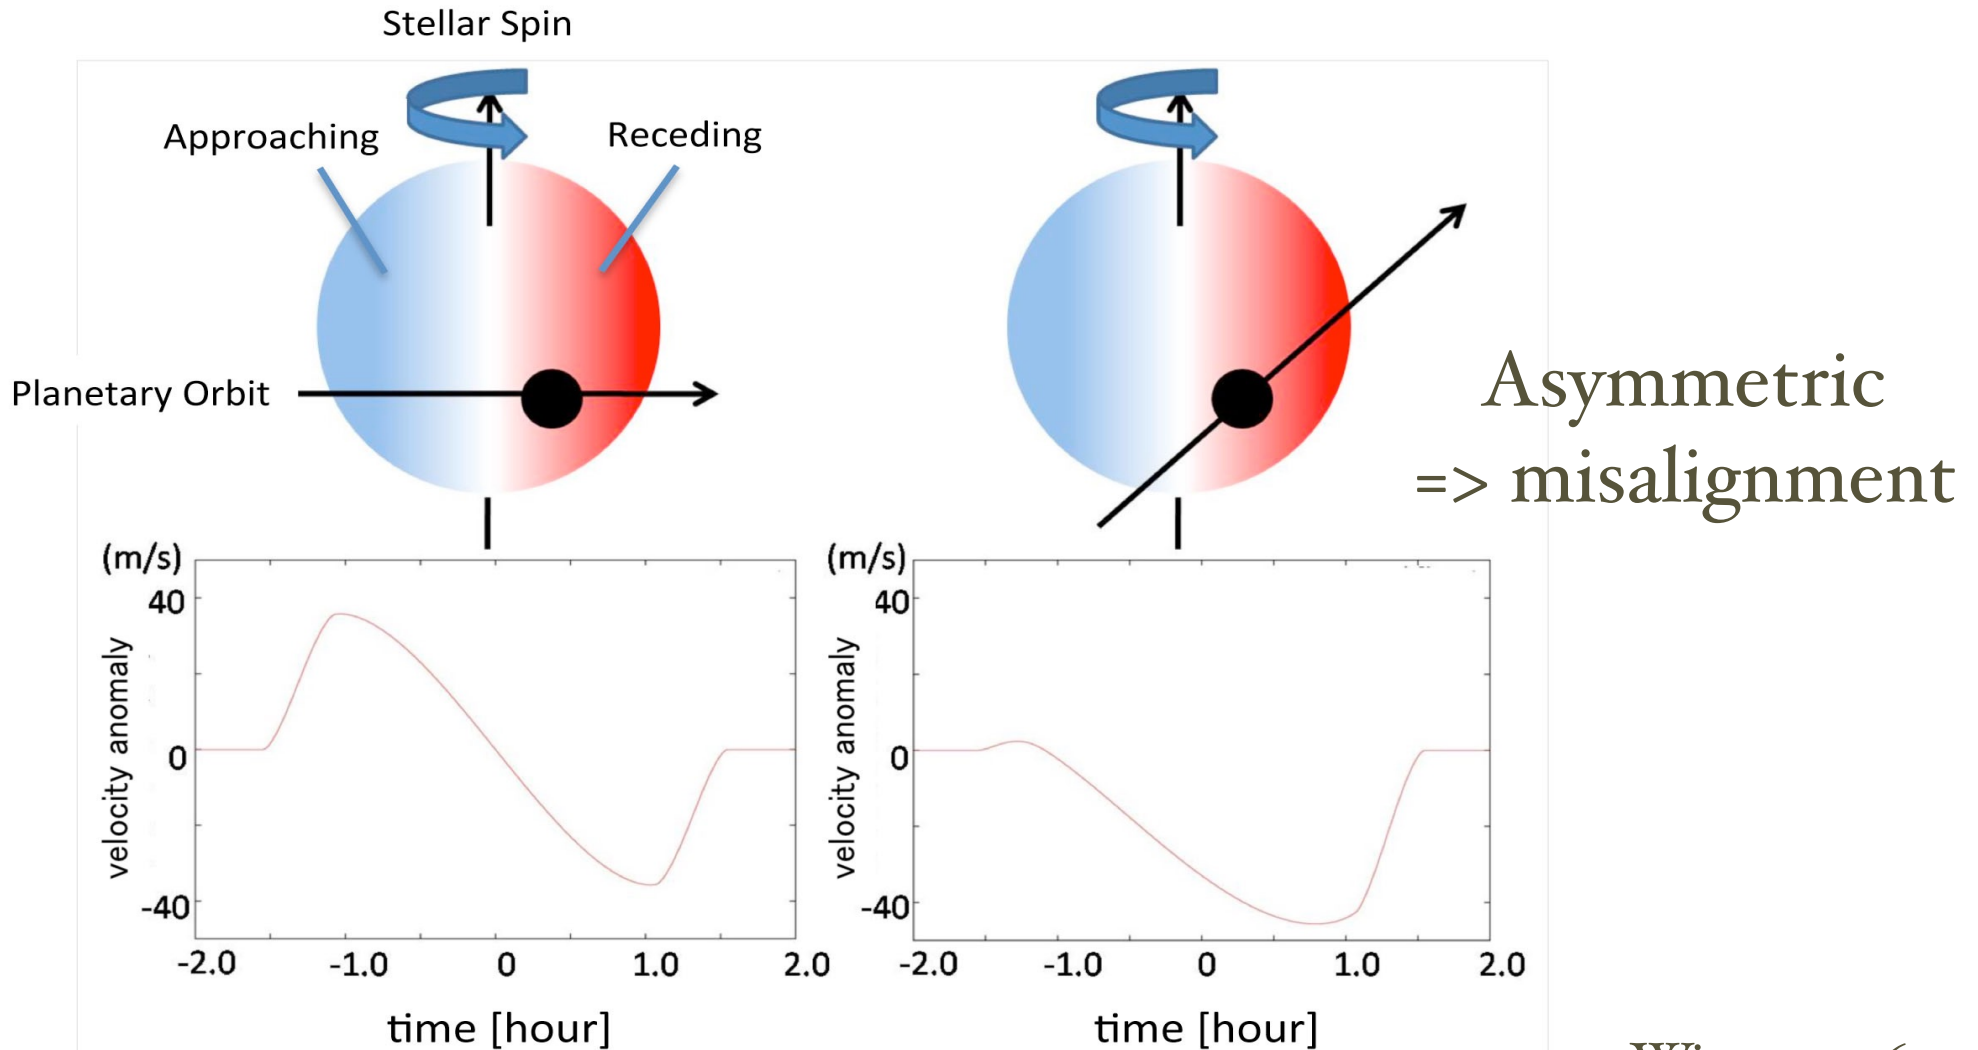 Stellar Spin
Approaching
Receding
Planetary Orbit
Asymmetric
=> misalignment
(m/s)
40
0
-40
velocity anomaly
-2.0 -1.0 0 1.0 2.0
time [hour]
(m/s)
40
0
-40
velocity anomaly
-2.0 -1.0 0 1.0 2.0
time [hour]